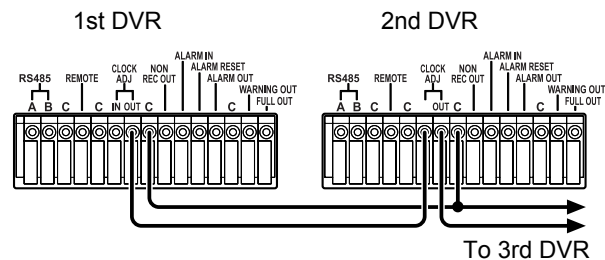 1st DVR
ALARM IN
CLOCK ADJ
NON REC OUT
ALARM RESET
RS485
REMOTE
ALARM OUT
WARNING OUT
FULL OUT
A B C C IN OUT C C
2nd DVR
ALARM IN
CLOCK ADJ
NON REC OUT
ALARM RESET
RS485
REMOTE
ALARM OUT
WARNING OUT
FULL OUT
A B C C OUT C C
To 3rd DVR